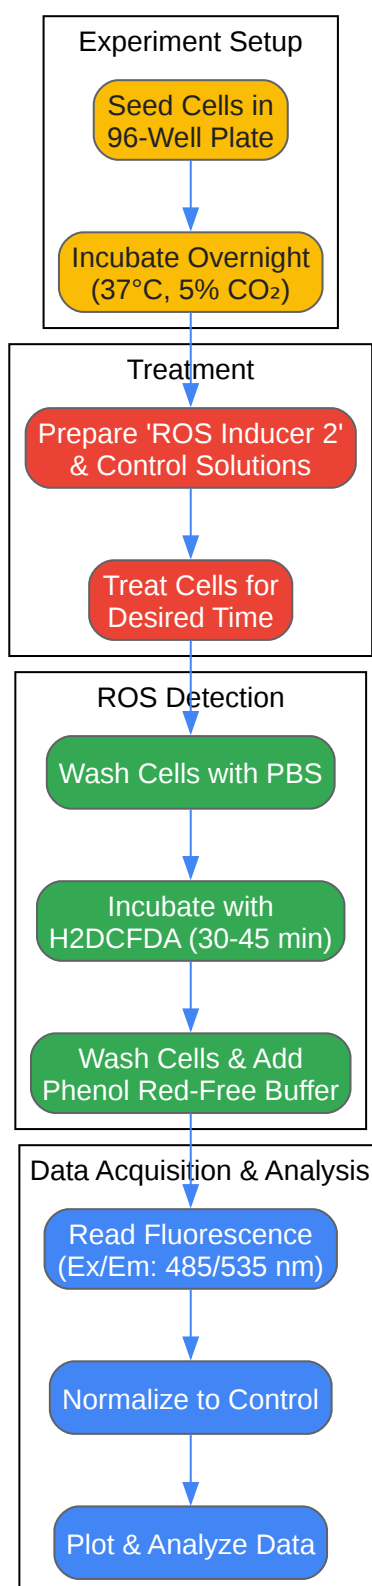 Experiment Setup
Seed Cells in
96-Well Plate
Incubate Overnight
(37°C, 5% CO₂)
Treatment
Prepare 'ROS Inducer 2'
& Control Solutions
Treat Cells for
Desired Time
ROS Detection
Wash Cells with PBS
Incubate with
H2DCFDA (30-45 min)
Wash Cells & Add
Phenol Red-Free Buffer
Data Acquisition & Analysis
Read Fluorescence
(Ex/Em: 485/535 nm)
Normalize to Control
Plot & Analyze Data